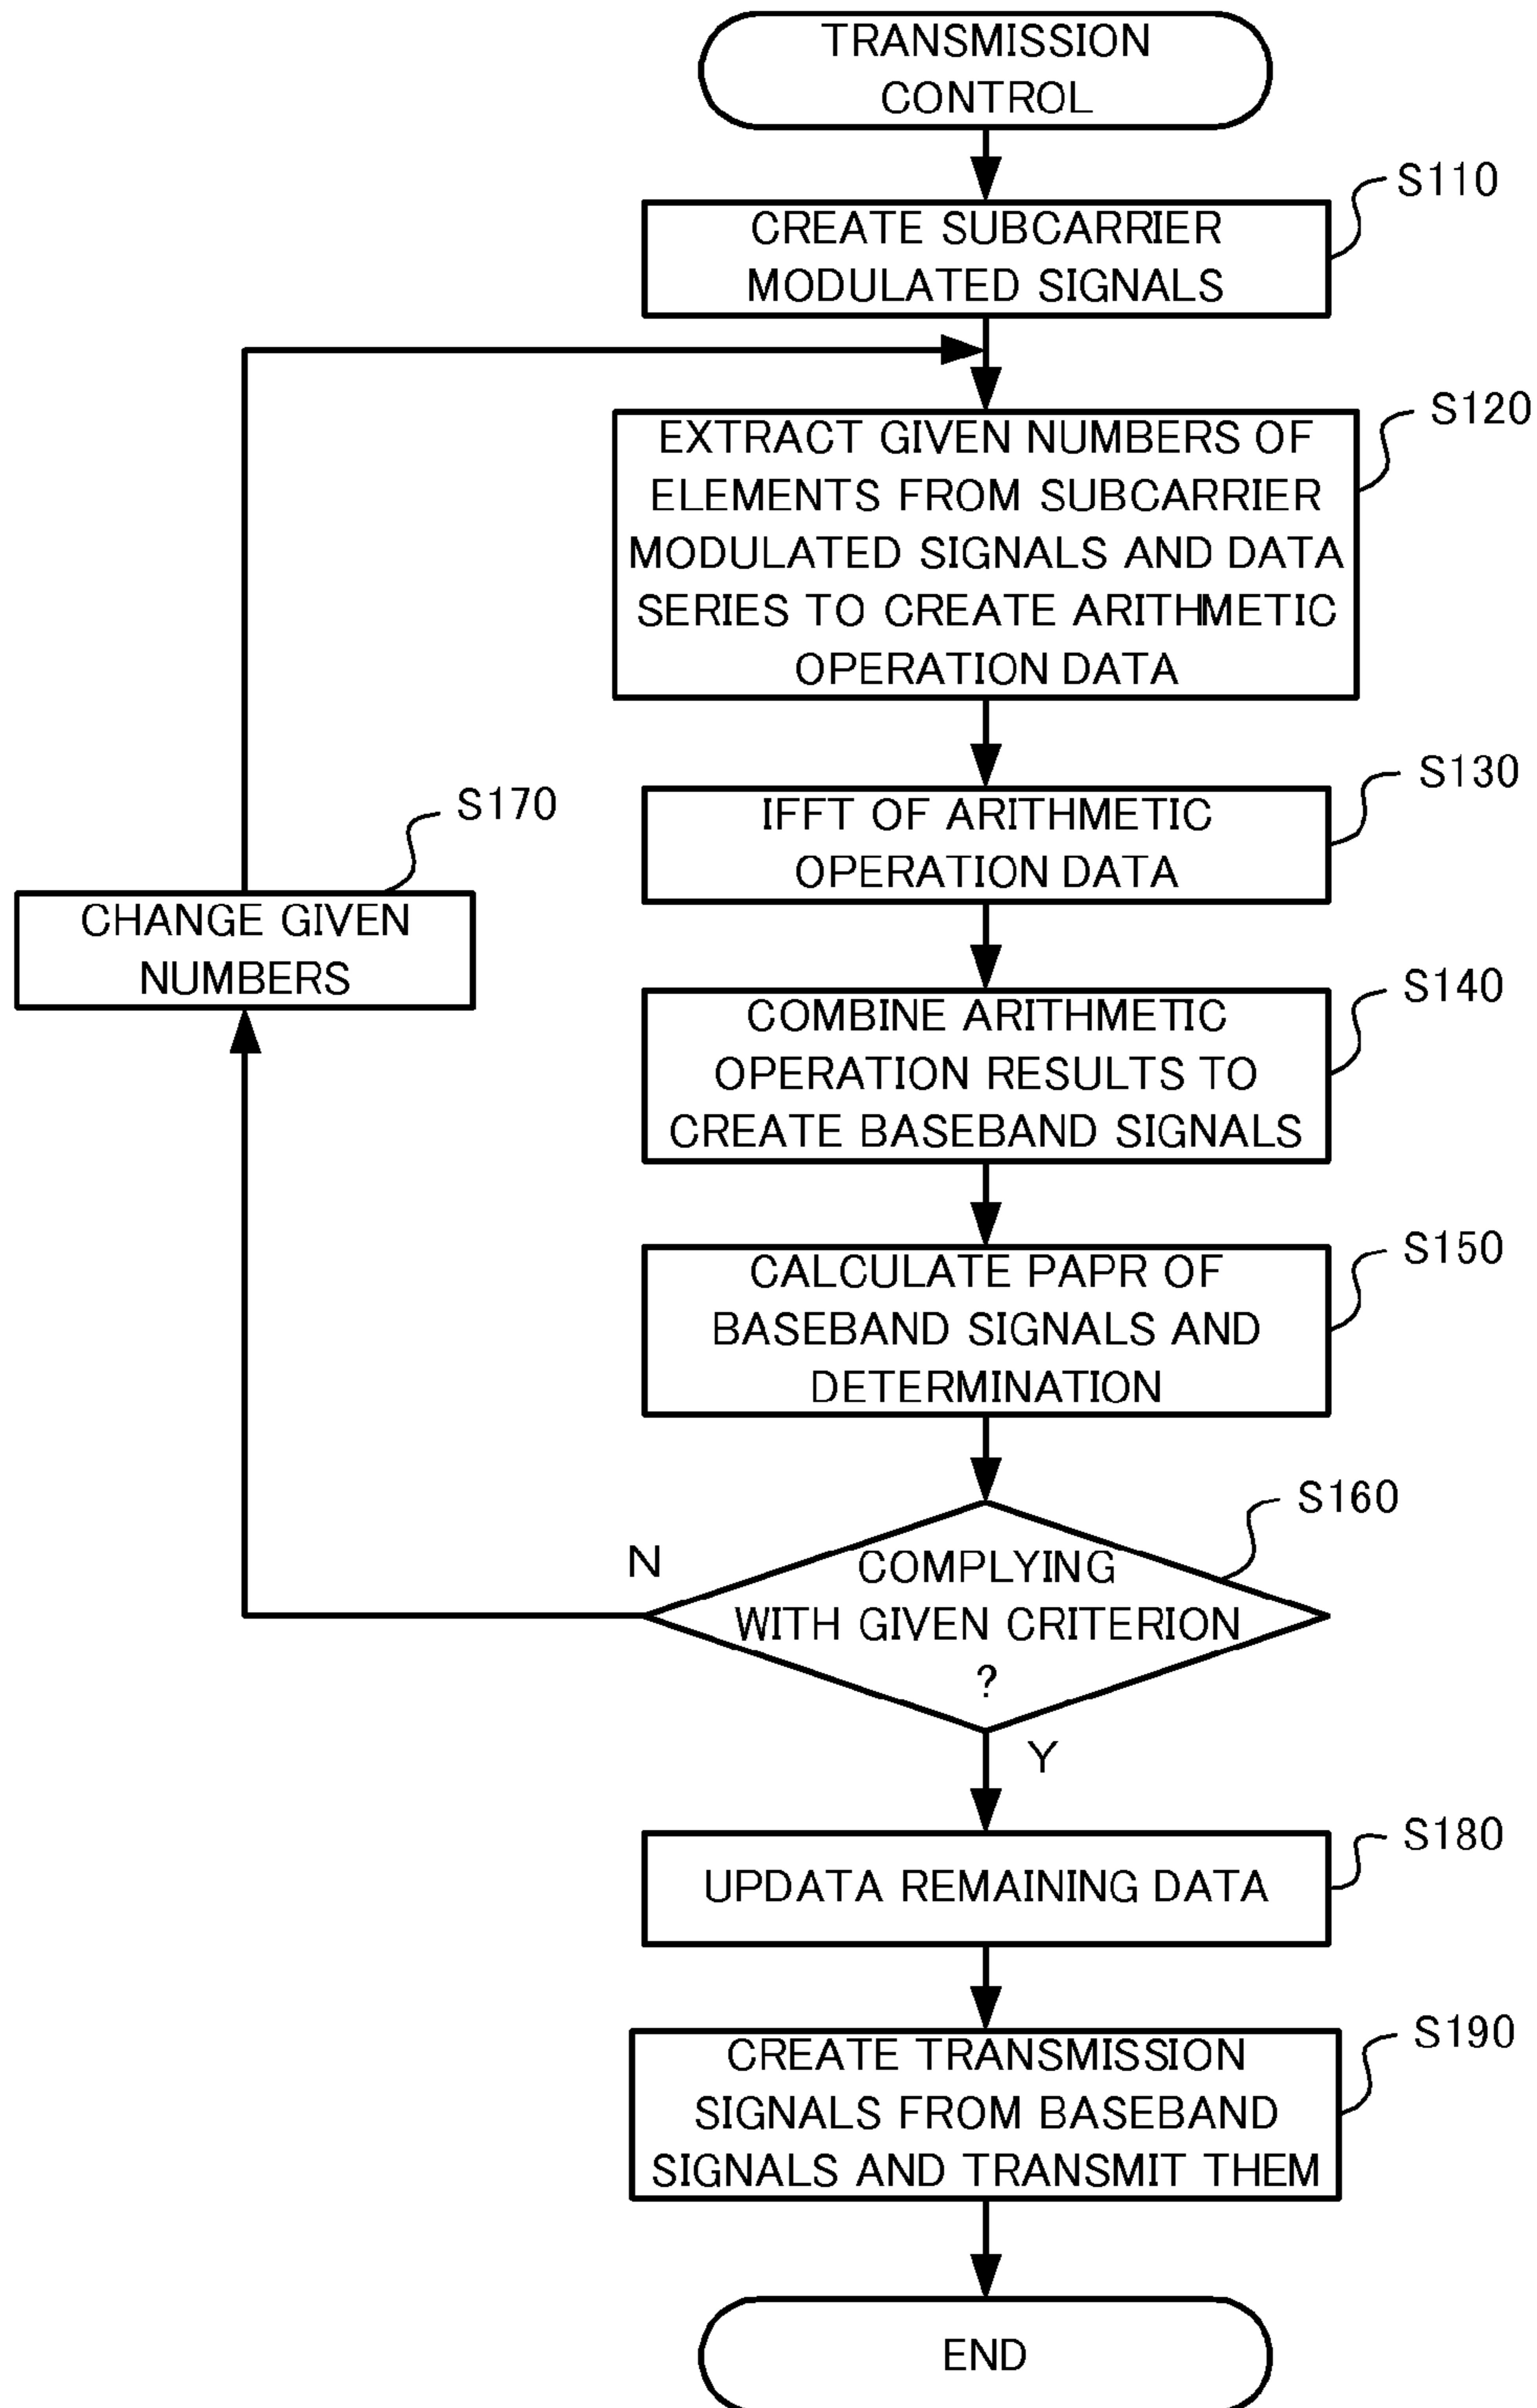 TRANSMISSION
CONTROL
S110
CREATE SUBCARRIER
MODULATED SIGNALS
S120
EXTRACT GIVEN NUMBERS OF
ELEMENTS FROM SUBCARRIER
MODULATED SIGNALS AND DATA
SERIES TO CREATE ARITHMETIC
OPERATION DATA
S130
IFFT OF ARITHMETIC
OPERATION DATA
S170
CHANGE GIVEN
NUMBERS
S140
COMBINE ARITHMETIC
OPERATION RESULTS TO
CREATE BASEBAND SIGNALS
S150
CALCULATE PAPR OF
BASEBAND SIGNALS AND
DETERMINATION
S160
N
COMPLYING
WITH GIVEN CRITERION
?
Y
S180
UPDATA REMAINING DATA
S190
CREATE TRANSMISSION
SIGNALS FROM BASEBAND
SIGNALS AND TRANSMIT THEM
END